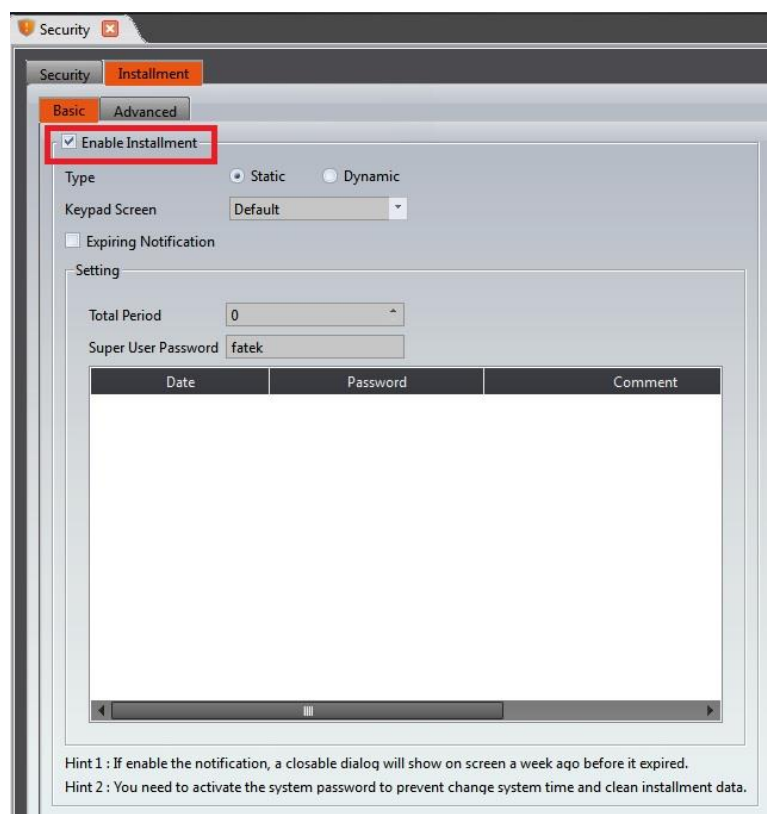 Security
Security Installment
Basic Advanced
Enable Installment
Type Static Dynamic
Keypad Screen Default
Expiring Notification
Setting
Total Period 0
Super User Password fatek
Date Password Comment
Hint 1 : If enable the notification, a closable dialog will show on screen a week ago before it expired.
Hint 2 : You need to activate the system password to prevent change system time and clean installment data.